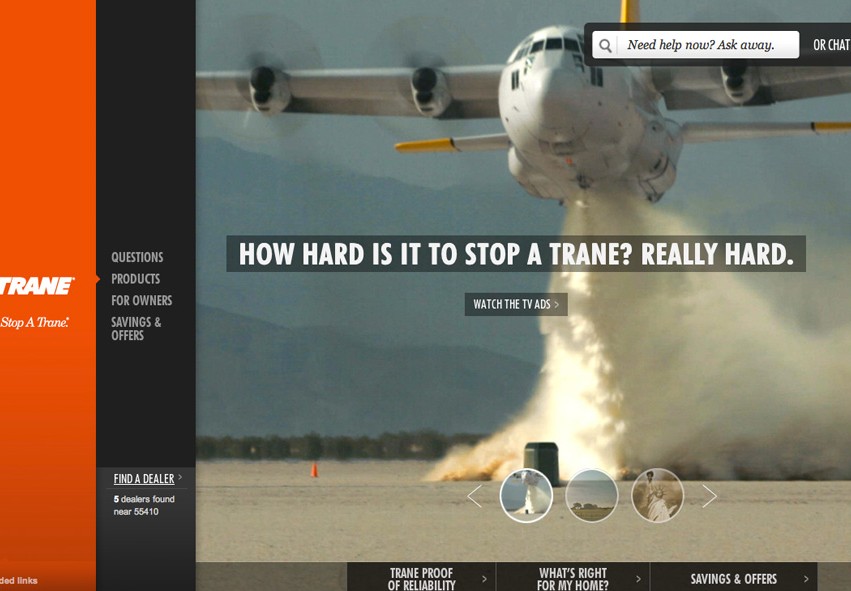 TRANE
Stop A Trane.
QUESTIONS
PRODUCTS
FOR OWNERS
SAVINGS &
OFFERS
FIND A DEALER
5 dealers found
near 55410
ded links
Need help now? Ask away.
OR CHAT
HOW HARD IS IT TO STOP A TRANE? REALLY HARD.
WATCH THE TV ADS >
TRANE PROOF
OF RELIABILITY
WHAT'S RIGHT
FOR MY HOME?
SAVINGS & OFFERS